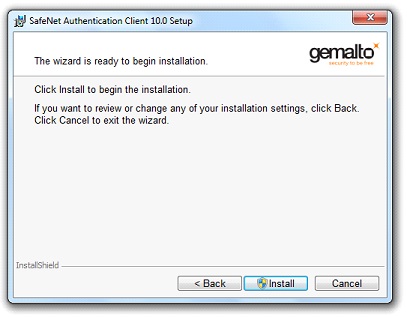 SafeNet Authentication Client 10.0 Setup
The wizard is ready to begin installation.
gemalto
security to be free
Click Install to begin the installation.
If you want to review or change any of your installation settings, click Back.
Click Cancel to exit the wizard.
InstallShield
< Back
Install
Cancel